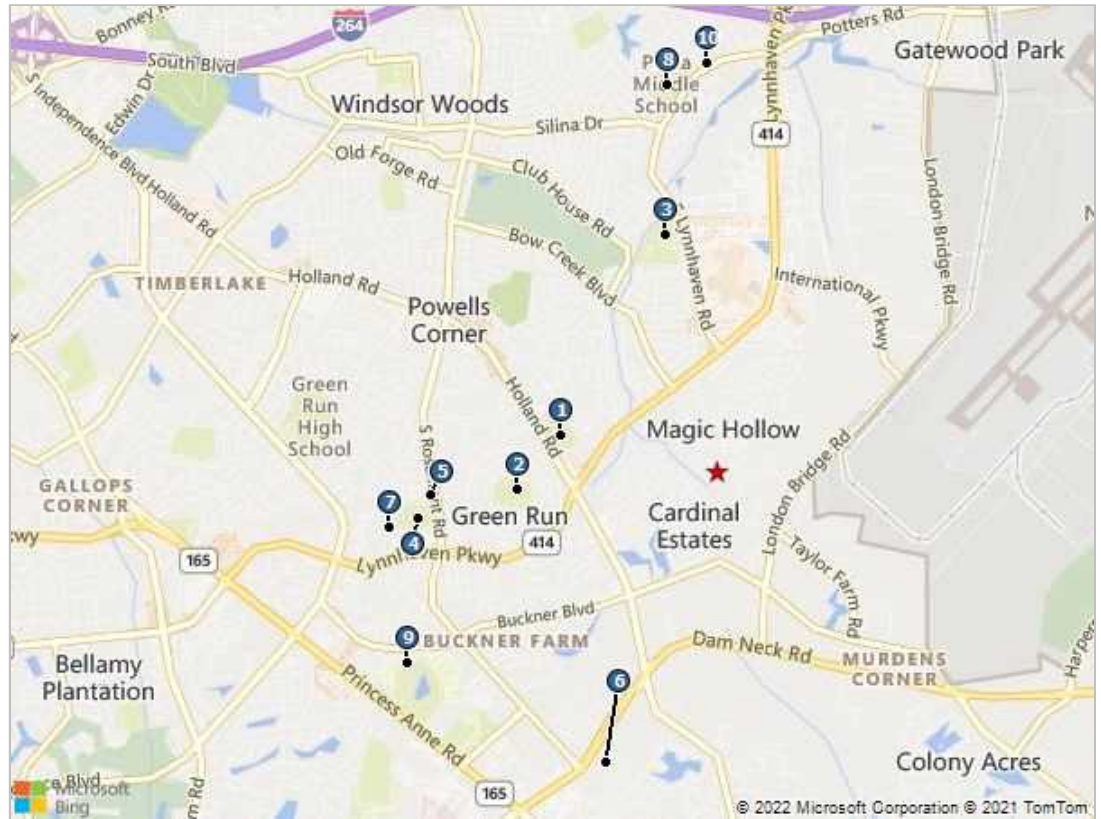 Bonney Rd
264
Potters Rd
Lynnhaven Pk
Gatewood Park
South Blvd
10
8
Middle
School
S Independence Blvd
Edwin Dr
Windsor Woods
Silina Dr
414
Old Forge Rd
Club House Rd
London Bridge Rd
Holland Rd
3
Lynnhaven Rd
Bow Creek Blvd
TIMBERLAKE
Holland Rd
International Pkwy
Powells
Corner
Green
Run
High
School
Holland Rd
1
Magic Hollow
London Bridge Rd
5
2
GALLOPS
CORNER
7
Green Run
Cardinal
Estates
4
414
165
Lynnhaven Pkwy
Taylor Farm Rd
Buckner Blvd
9
BUCKNER FARM
Dam Neck Rd
MURDENS
CORNER
Bellamy
Plantation
6
Princess Anne Rd
Colony Acres
165
Microsoft
Bing
© 2022 Microsoft Corporation © 2021 TomTom